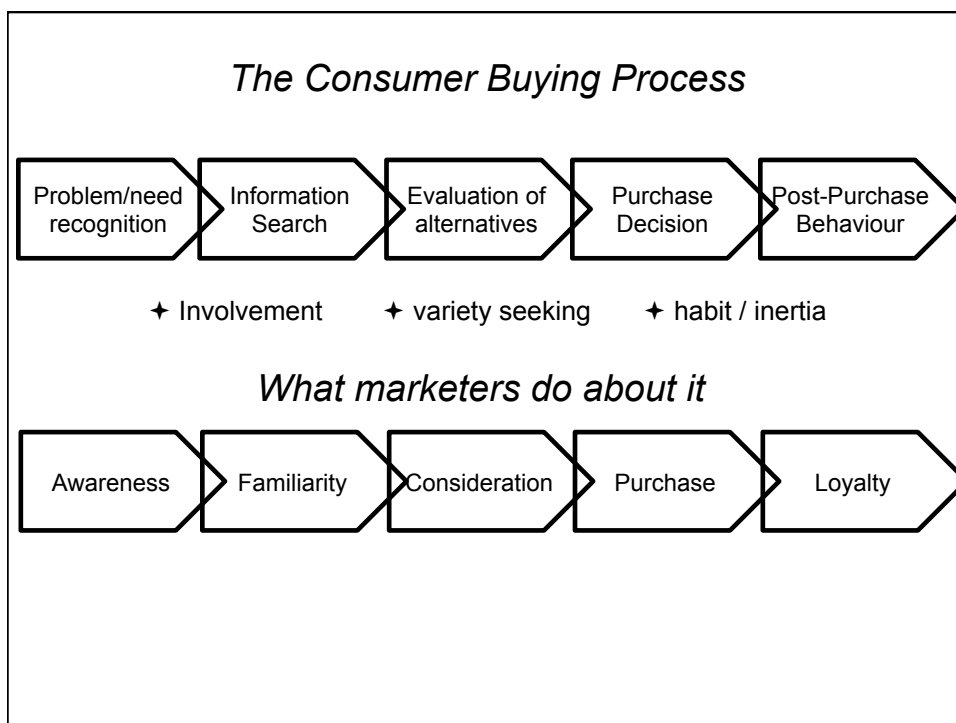 The Consumer Buying Process
Problem/need
recognition
Information
Search
Evaluation of
alternatives
Purchase
Decision
Post-Purchase
Behaviour
✦ Involvement
✦ variety seeking
✦ habit / inertia
What marketers do about it
Awareness
Familiarity
Consideration
Purchase
Loyalty